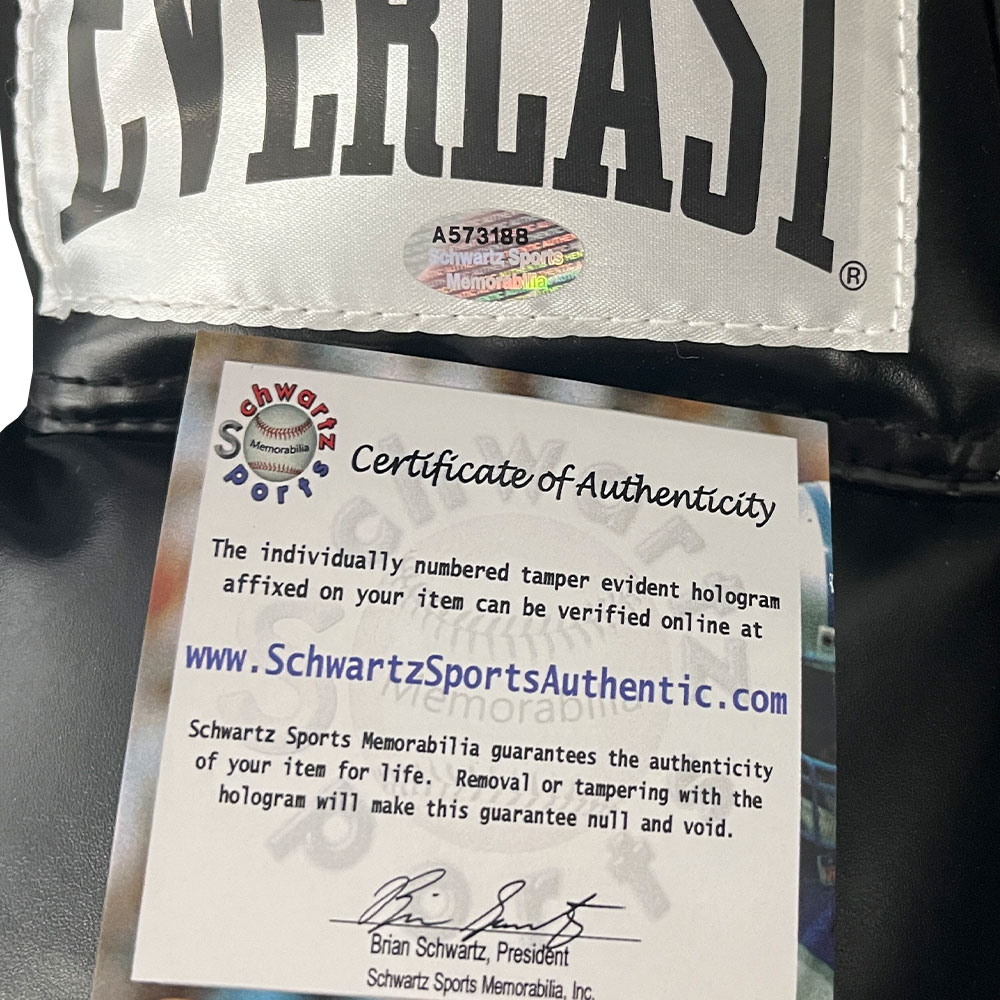 EVERLAST
®
A573188
Schwartz Sports
Memorabilia
Schwartz
Memorabilia
Sports
Certificate of Authenticity
The individually numbered tamper evident hologram
affixed on your item can be verified online at
www.SchwartzSportsAuthentic.com
Schwartz Sports Memorabilia guarantees the authenticity
of your item for life. Removal or tampering with the
hologram will make this guarantee null and void.
Brian Schwartz, President
Schwartz Sports Memorabilia, Inc.